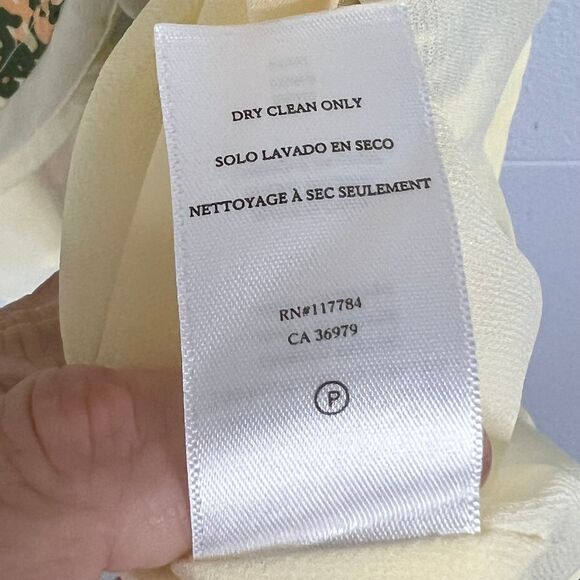 DRY CLEAN ONLY
SOLO LAVADO EN SECO
NETTOYAGE À SEC SEULEMENT
RN#117784
CA 36979
P